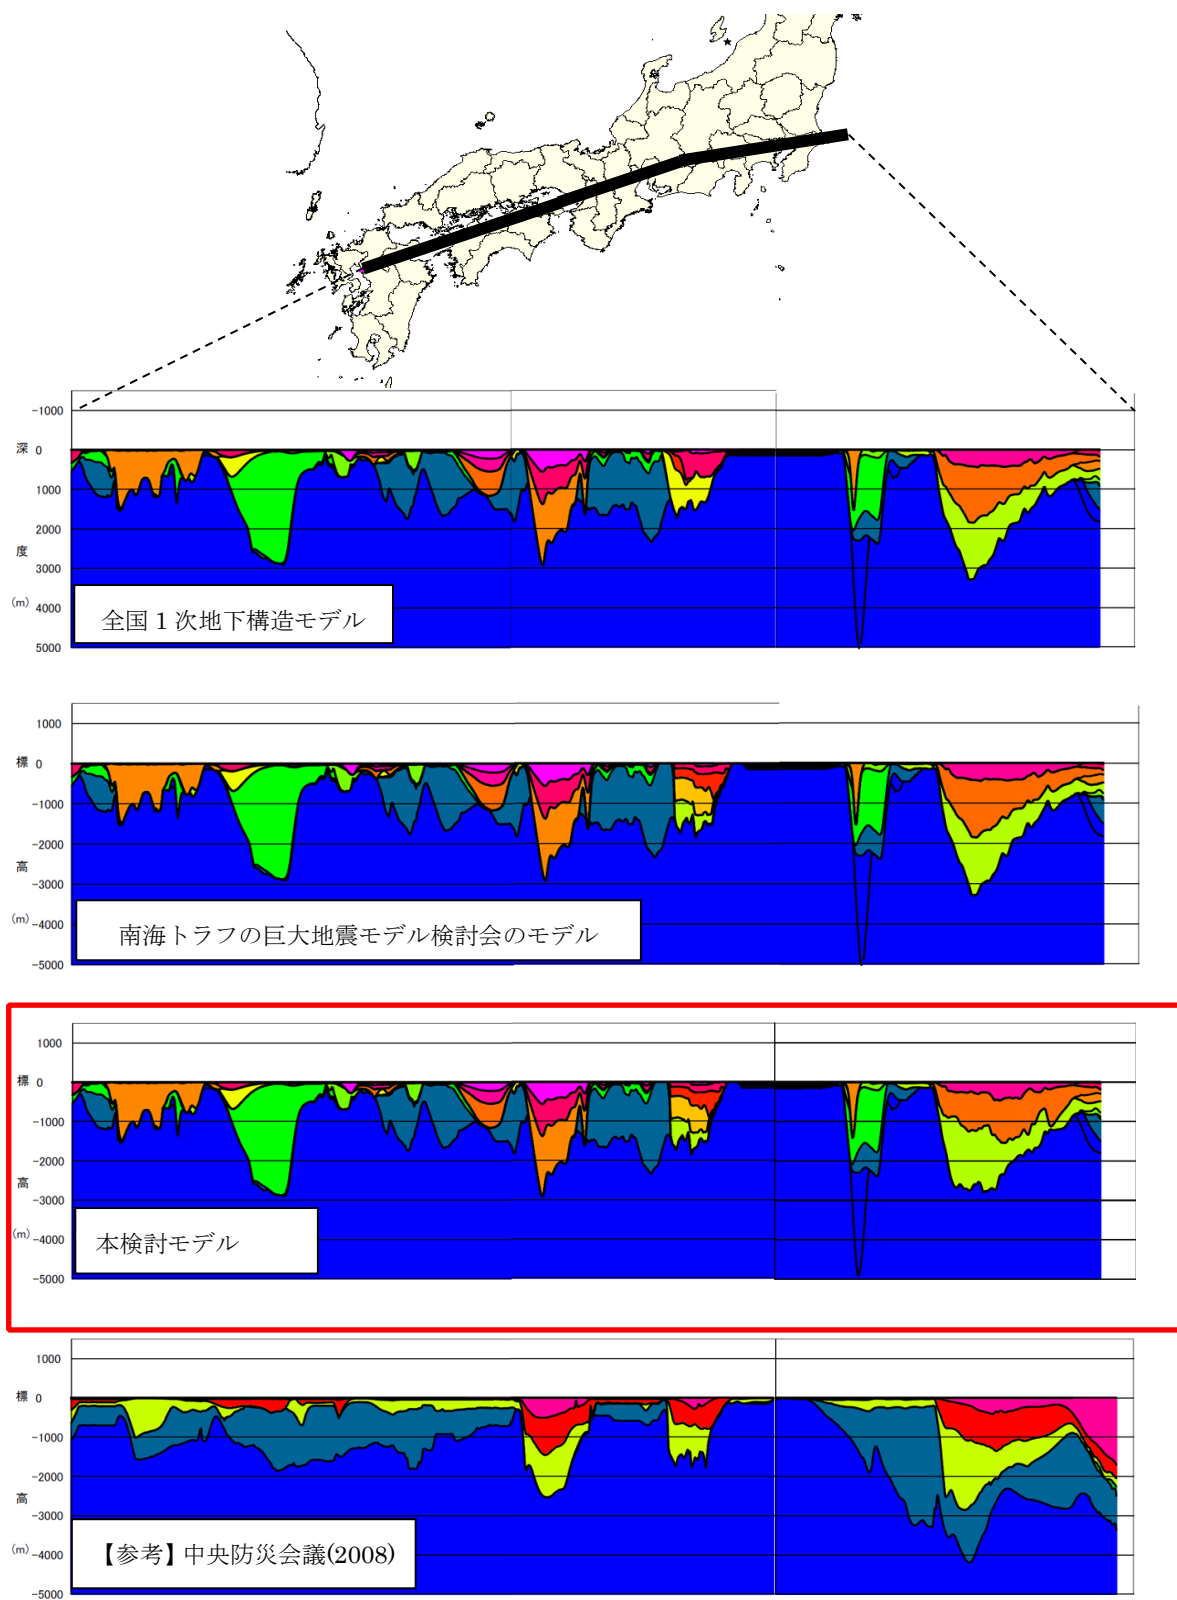 -1000
深 0
1000
2000
度
3000
(m) 4000
5000
全国1次地下構造モデル
1000
標 0
-1000
-2000
高
-3000
(m) -4000
-5000
南海トラフの巨大地震モデル検討会のモデル
1000
標 0
-1000
-2000
高
-3000
(m) -4000
-5000
本検討モデル
1000
標 0
-1000
-2000
高
-3000
(m) -4000
-5000
【参考】中央防災会議(2008)